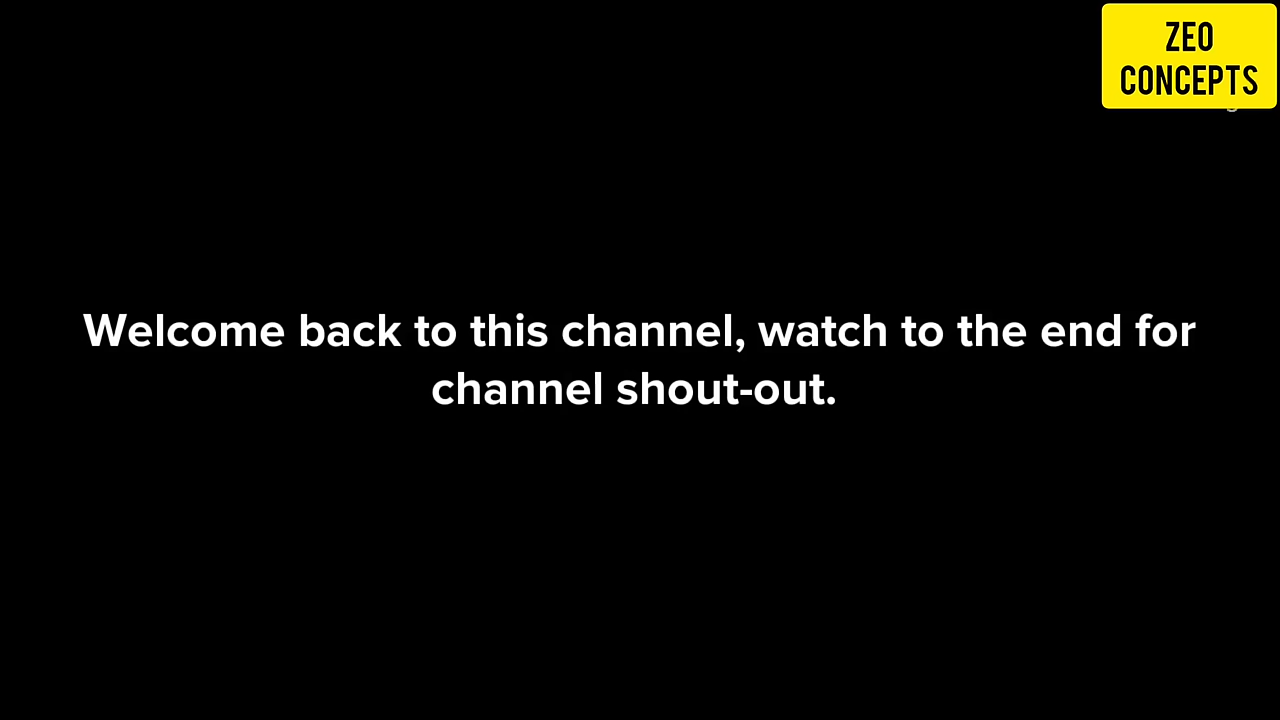 ZEO
CONCEPTS
Welcome back to this channel, watch to the end for
channel shout-out.